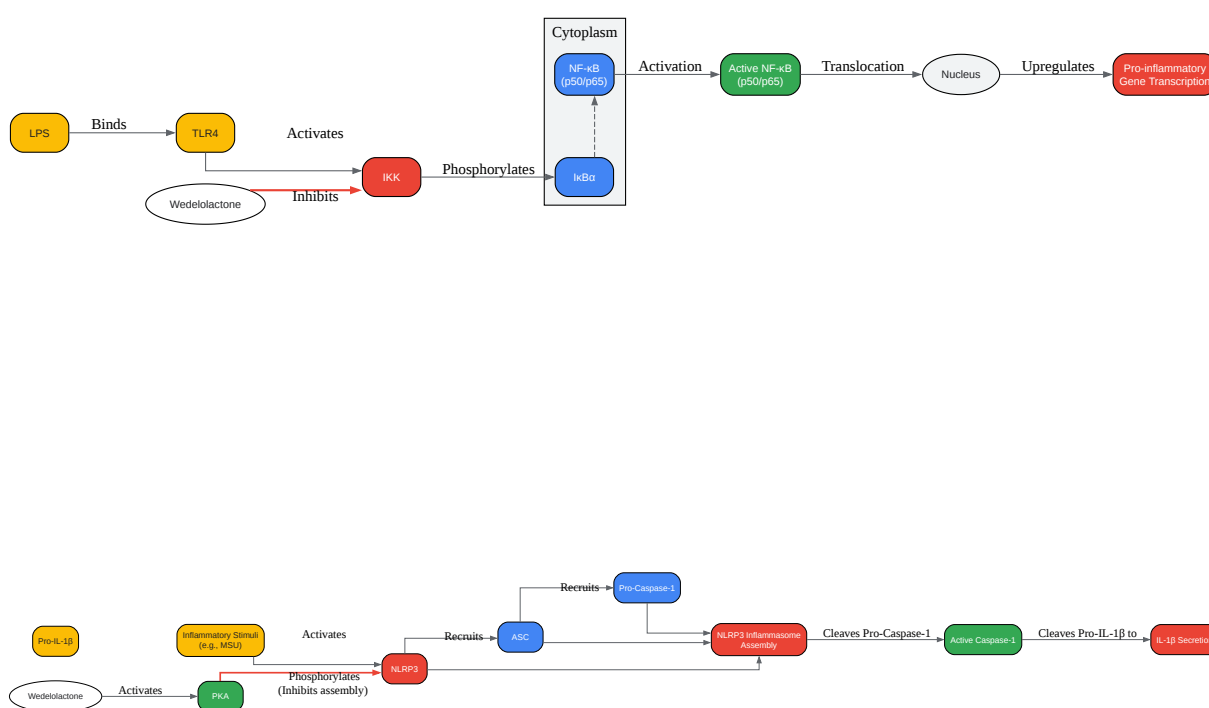 Cytoplasm
NF-κB
(p50/p65)
Activation
Active NF-κB
(p50/p65)
Translocation
Nucleus
Upregulates
Pro-inflammatory
Gene Transcription
LPS
Binds
TLR4
Activates
IKK
Phosphorylates
IκBα
Wedelolactone
Inhibits
Pro-Caspase-1
Recruits
Pro-IL-1β
Inflammatory Stimuli
(e.g., MSU)
Activates
Recruits
ASC
NLRP3 Inflammasome
Assembly
Cleaves Pro-Caspase-1
Active Caspase-1
Cleaves Pro-IL-1β to
IL-1β Secretion
NLRP3
Phosphorylates
(Inhibits assembly)
Wedelolactone
Activates
PKA